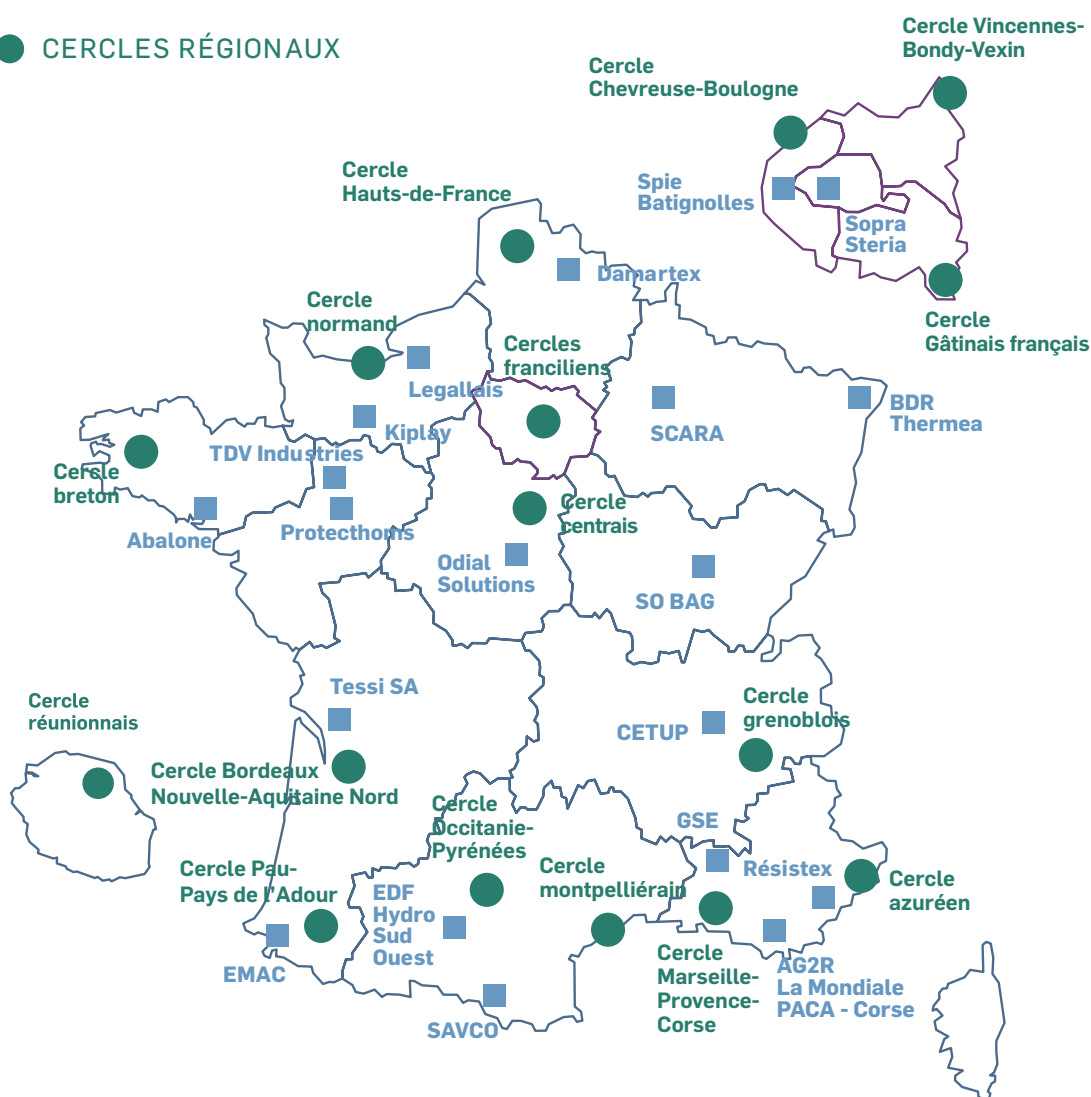 CERCLES RÉGIONAUX
Cercle Vincennes-
Bondy-Vexin
Cercle
Chevreuse-Boulogne
Spie
Batignolles
Sopra
Steria
Cercle
Gâtinais français
Cercle
Hauts-de-France
Damartex
Cercle
normand
Legallais
Cercles
franciliens
Kiplay
SCARA
BDR
Thermea
TDV Industries
Cercle
breton
Abalone
Protecthoms
Cercle
centrais
Odial
Solutions
SO BAG
Tessi SA
Cercle
grenoblois
CETUP
Cercle
réunionnais
Cercle Bordeaux
Nouvelle-Aquitaine Nord
Cercle
Occitanie-
Pyrénées
GSE
Cercle Pau-
Pays de l'Adour
EDF
Hydro
Sud
Ouest
Cercle
montpelliérain
Résistex
Cercle
azuréen
EMAC
SAVCO
Cercle
Marseille-
Provence-
Corse
AG2R
La Mondiale
PACA - Corse